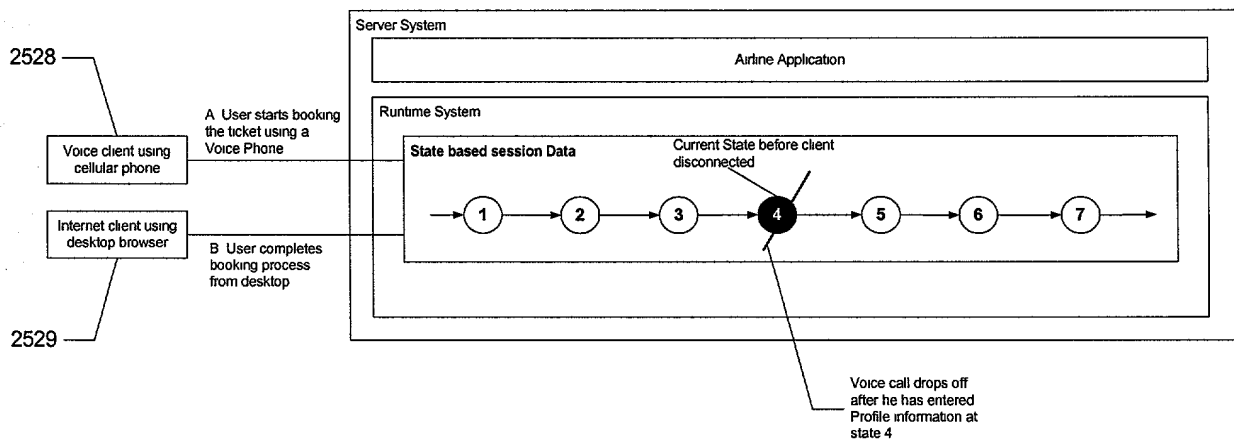 Server System
2528
Airline Application
A User starts booking
the ticket using a
Voice Phone
Runtime System
Voice client using
cellular phone
State based session Data
Current State before client
disconnected
1
2
3
4
5
6
7
Internet client using
desktop browser
B User completes
booking process
from desktop
2529
Voice call drops off
after he has entered
Profile information at
state 4